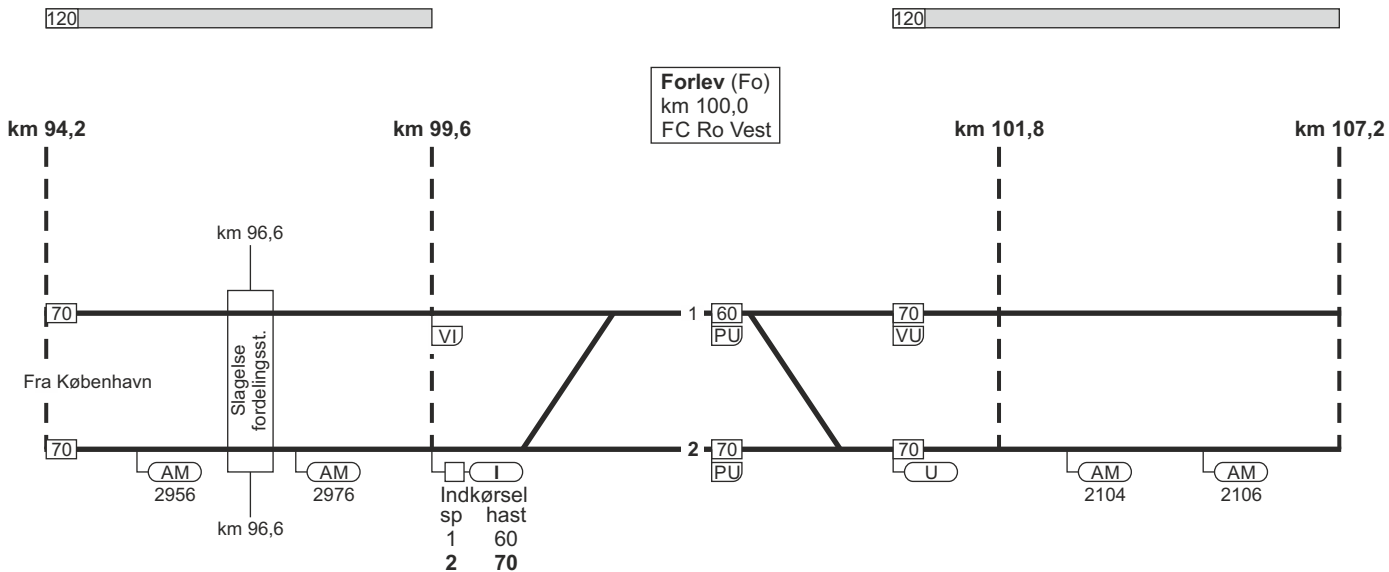 120
120
Forlev (Fo)
km 100,0
FC Ro Vest
km 94,2
km 99,6
km 101,8
km 107,2
km 96,6
70
1
60
70
VI
PU
VU
Fra København
Slagelse
fordelingsst.
70
2
70
70
AM
AM
I
PU
U
AM
AM
2956
2976
2104
2106
Indkørsel
sp hast
1 60
2 70
km 96,6